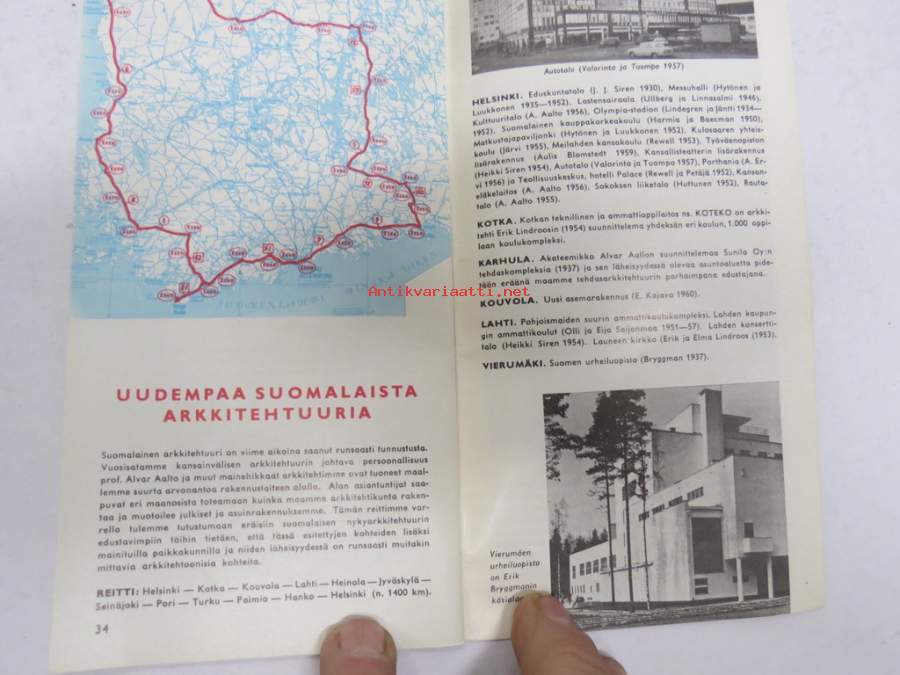 UUDEMPAA SUOMALAISTA
ARKKITEHTUURIA
Suomalainen arkkitehtuuri on viime aikoina saanut runsaasti tunnustusta.
Vuosisatamme kansainvälisen arkkitehtuurin johtava persoonallisuus
prof. Alvar Aalto ja muut mainehikkaat arkkitehtimme ovat tuoneet maal-
lemme suurta arvonantoa rakennustaiteen alalla. Alan asiantuntijat saa-
puvat eri maanosista toteamaan kuinka maamme arkkitehtikunta raken-
taa ja muotoilee julkiset ja asuinrakennuksemme. Tämän reittimme var-
rella tulemme tutustumaan eräisiin suomalaisen nykyarkkitehtuurin
edustavimpiin töihin tietäen, että tässä esitettyjen kohteiden lisäksi
mainituilla paikkakunnilla ja niiden läheisyydessä on runsaasti muitakin
mittavia arkkitehtoonisia kohteita.
REITTI: Helsinki — Kotka — Kouvola — Lahti — Heinola — Jyväskylä —
Seinäjoki — Pori — Turku — Paimio — Hanko — Helsinki (n. 1400 km).
34
Autotalo (Valorinta ja Tuompo 1957)
HELSINKI. Eduskuntatalo (J. J. Siren 1930), Messuhalli (Hytönen ja
Luukkonen 1935—1952), Lastensairaala (Ullberg ja Linnasalmi 1946),
Kulttuuritalo (A. Aalto 1956), Olympia-stadion (Lindegren ja Jäntti 1934—
1952), Suomalainen kauppakorkeakoulu (Harmia ja Baecman 1950),
Matkustajapaviljonki (Hytönen ja Luukkonen 1952), Kulosaaren yhteis-
koulu (Järvi 1955), Meilahden kansakoulu (Rewell 1953), Työväenopiston
lisärakennus (Aulis Blomstedt 1959), Kansallisteatterin lisärakennus
(Heikki Siren 1954), Autotalo (Valorinta ja Tuompo 1957), Porthania (A. Er-
vi 1956) ja Teollisuuskeskus, hotelli Palace (Rewell ja Petäjä 1952), Kansan-
eläkelaitos (A. Aalto 1956), Sokoksen liiketalo (Huttunen 1952), Rauta-
talo (A. Aalto 1955).
KOTKA. Kotkan teknillinen ja ammattioppilaitos ns. KOTEKO on arkki-
tehti Erik Lindroosin (1954) suunnittelema yhdeksän eri koulun, 1.000 oppi-
laan koulukompleksi.
KARHULA. Akateemikko Alvar Aallon suunnittelemaa Sunila Oy:n
tehdaskompleksia (1937) ja sen läheisyydessä olevaa asuntoaluetta pide-
tään eräänä maamme tehdasarkkitehtuurin parhaimpana edustajana.
KOUVOLA. Uusi asemarakennus (E. Kajava 1960).
LAHTI. Pohjoismaiden suurin ammattikoulukompleksi, Lahden kaupun-
gin ammattikoulut (Olli ja Eija Saijonmaa 1951—57). Lahden konsertti-
talo (Heikki Siren 1954). Launeen kirkko (Erik ja Elma Lindroos (1953).
VIERUMÄKI. Suomen urheiluopisto (Bryggman 1937).
Vierumäen
urheiluopisto
on Erik
Bryggmanin
Antikvariaatti.net